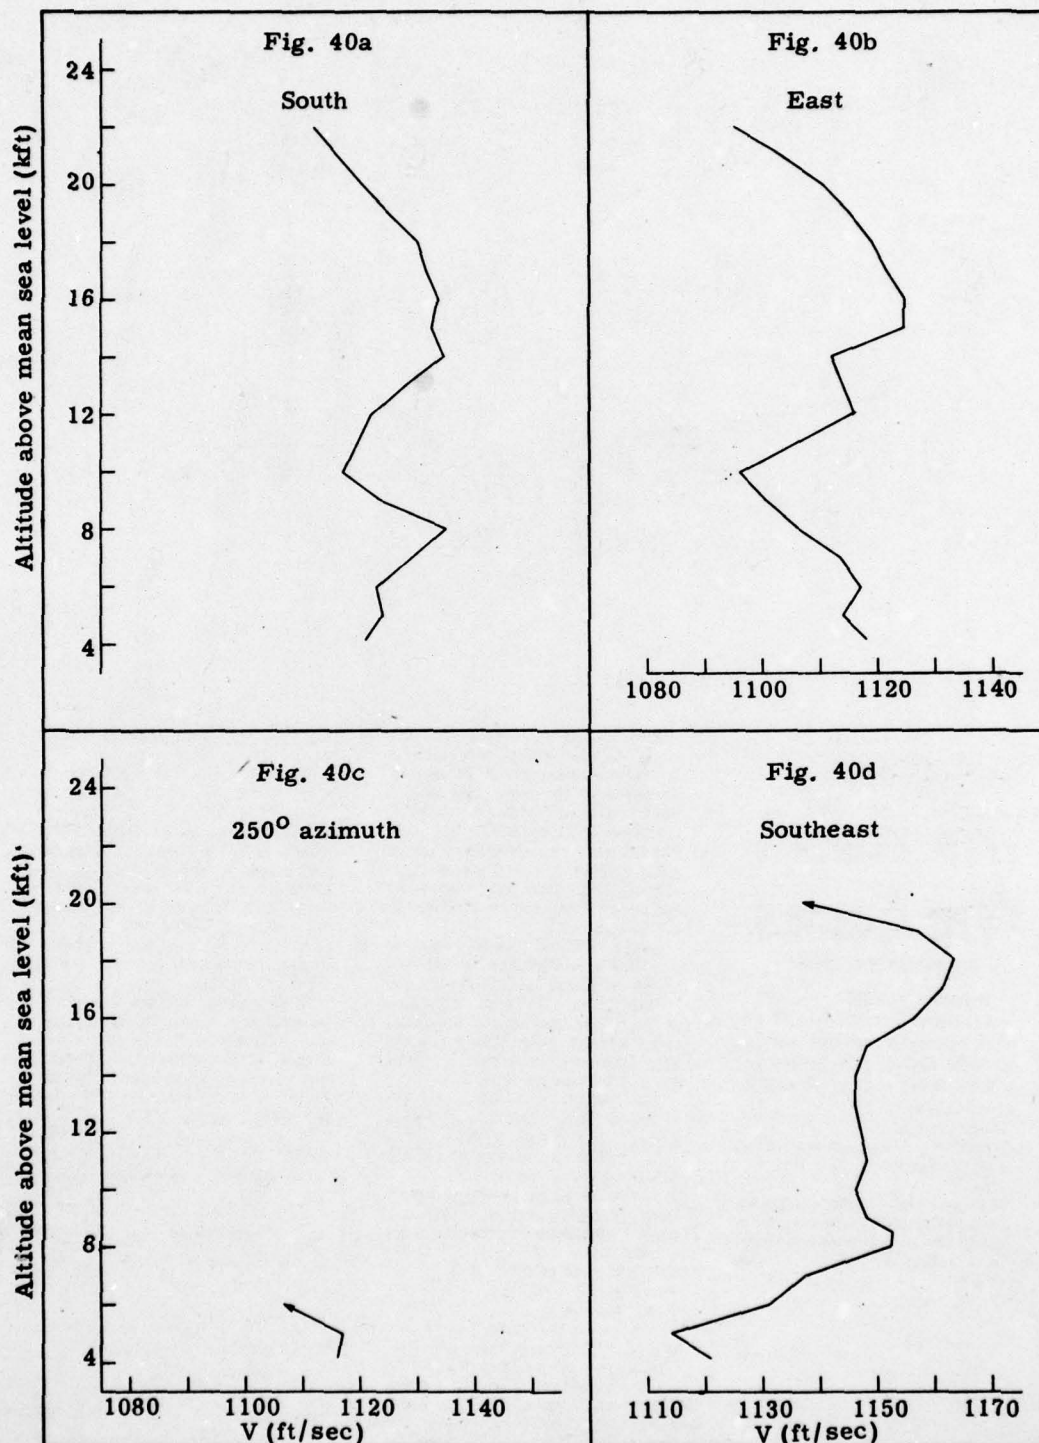 Fig. 40a
South
24
20
16
12
8
4
Altitude above mean sea level (kft)
Fig. 40b
East
1080 1100 1120 1140
Fig. 40c
250° azimuth
24
20
16
12
8
4
Altitude above mean sea level (kft)
1080 1100 1120 1140
V (ft/sec)
Fig. 40d
Southeast
1110 1130 1150 1170
V (ft/sec)